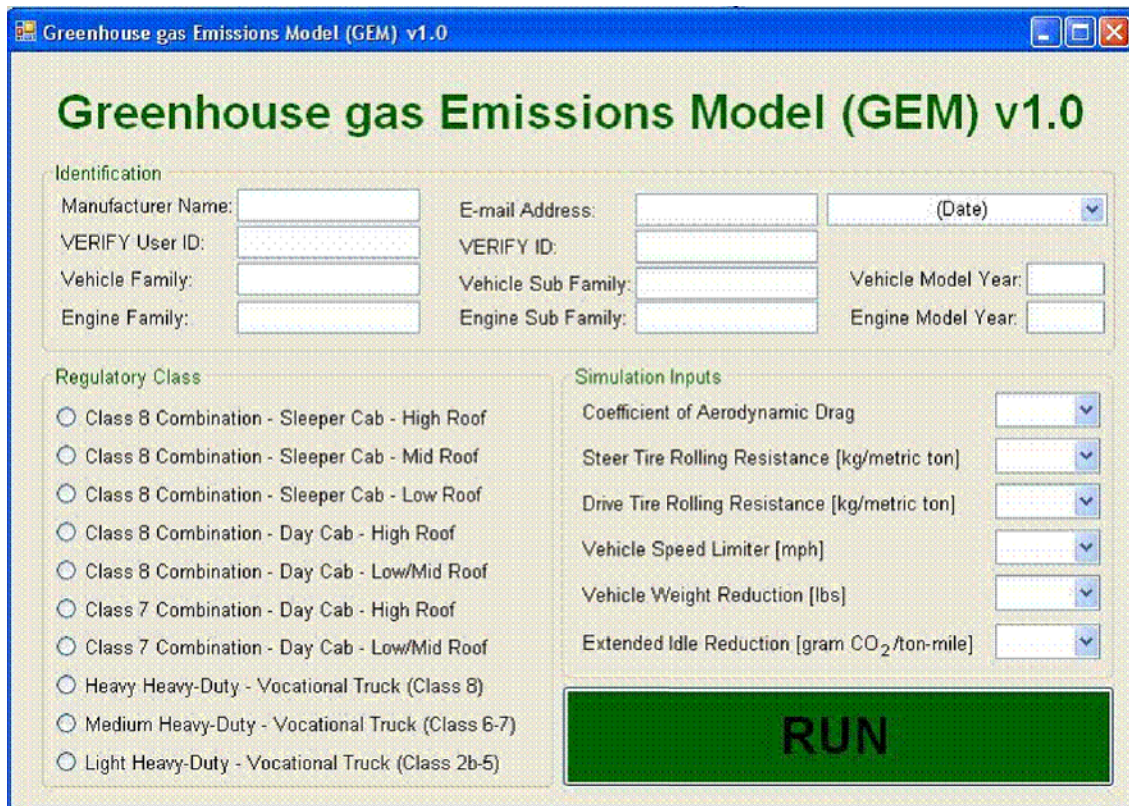 Greenhouse gas Emissions Model (GEM) v1.0
Greenhouse gas Emissions Model (GEM) v1.0
Identification
Manufacturer Name:
E-mail Address:
(Date)
VERIFY User ID:
VERIFY ID:
Vehicle Family:
Vehicle Sub Family:
Vehicle Model Year:
Engine Family:
Engine Sub Family:
Engine Model Year:
Regulatory Class
Class 8 Combination - Sleeper Cab - High Roof
Class 8 Combination - Sleeper Cab - Mid Roof
Class 8 Combination - Sleeper Cab - Low Roof
Class 8 Combination - Day Cab - High Roof
Class 8 Combination - Day Cab - Low/Mid Roof
Class 7 Combination - Day Cab - High Roof
Class 7 Combination - Day Cab - Low/Mid Roof
Heavy Heavy-Duty - Vocational Truck (Class 8)
Medium Heavy-Duty - Vocational Truck (Class 6-7)
Light Heavy-Duty - Vocational Truck (Class 2b-5)
Simulation Inputs
Coefficient of Aerodynamic Drag
Steer Tire Rolling Resistance [kg/metric ton]
Drive Tire Rolling Resistance [kg/metric ton]
Vehicle Speed Limiter [mph]
Vehicle Weight Reduction [lbs]
Extended Idle Reduction [gram CO2/ton-mile]
RUN